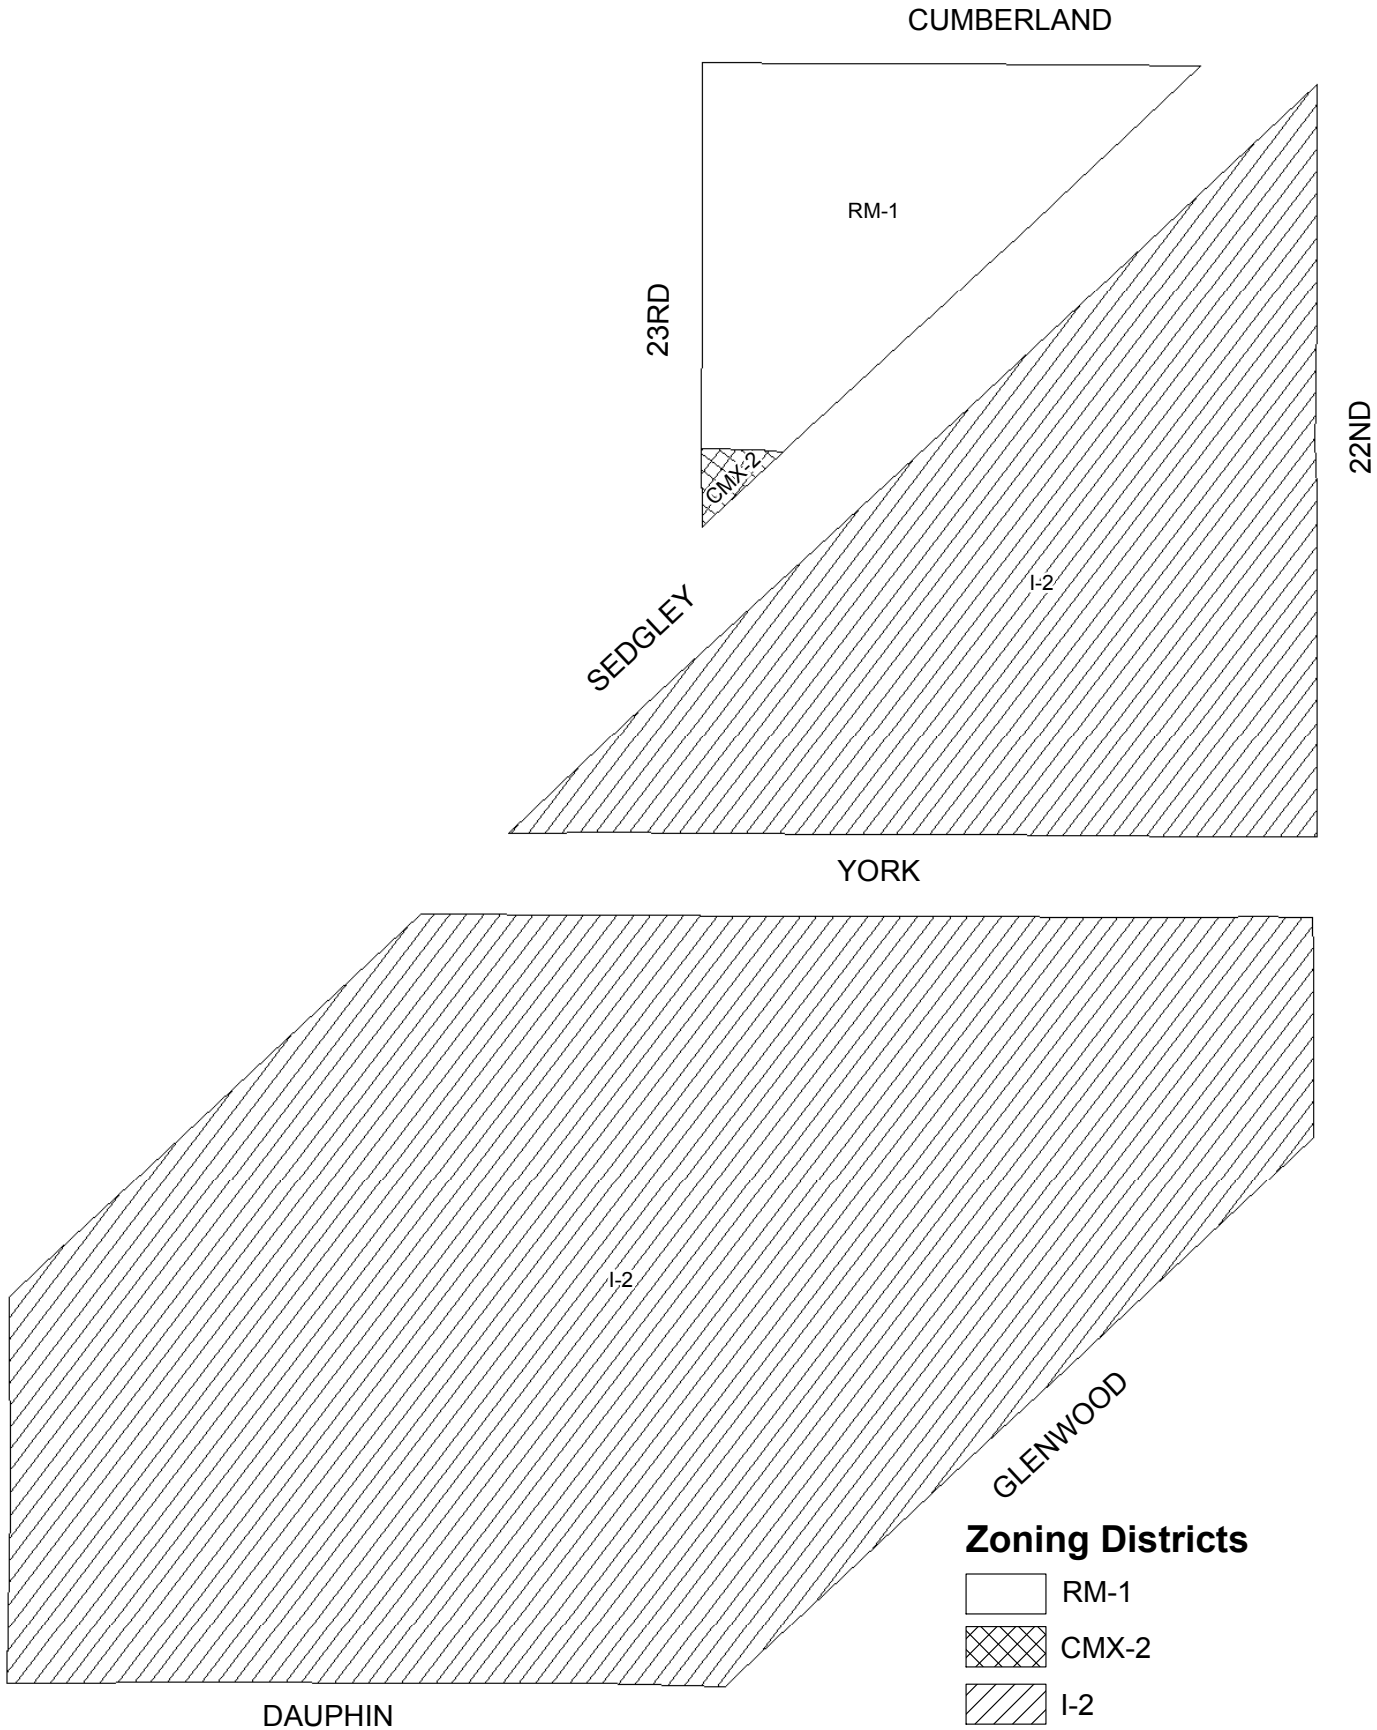 CUMBERLAND
RM-1
23RD
22ND
CMX-2
I-2
SEDGLEY
YORK
I-2
GLENWOOD
Zoning Districts
RM-1
CMX-2
I-2
DAUPHIN